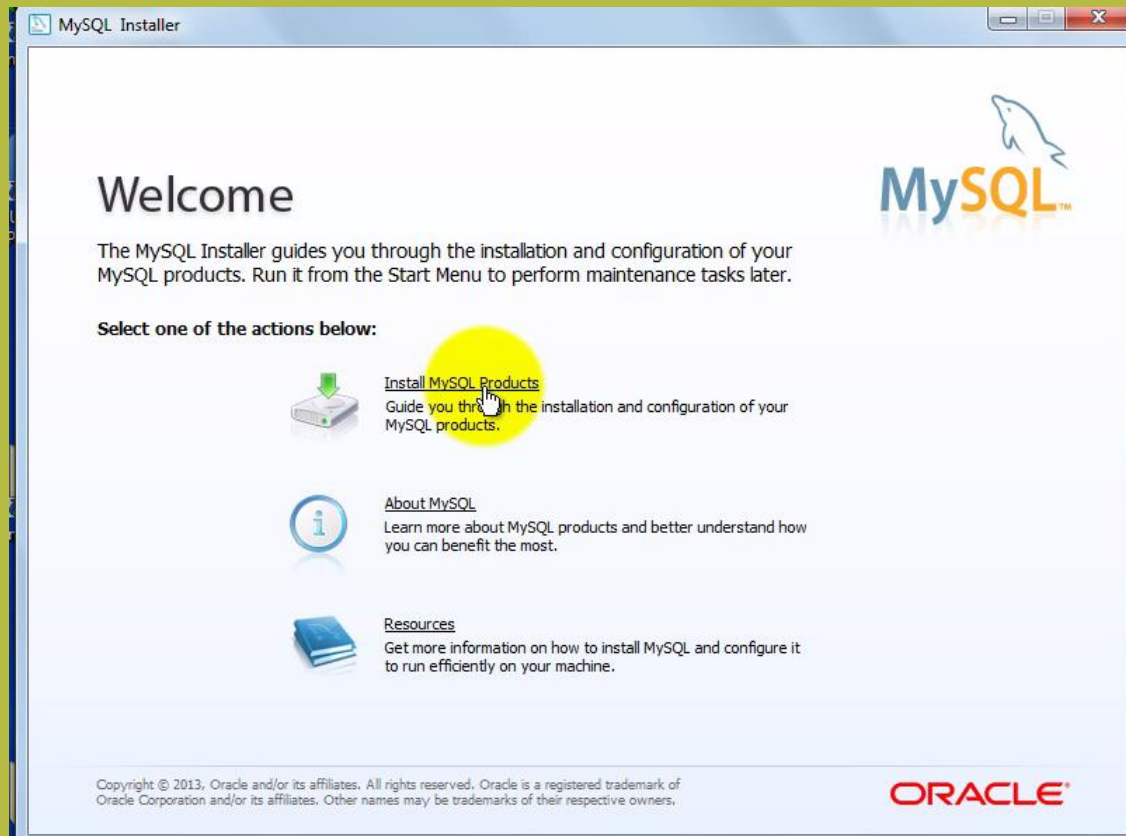 MySQL Installer
MySQL™
Welcome
The MySQL Installer guides you through the installation and configuration of your
MySQL products. Run it from the Start Menu to perform maintenance tasks later.
Select one of the actions below:
Install MySQL Products
Guide you through the installation and configuration of your
MySQL products.
About MySQL
Learn more about MySQL products and better understand how
you can benefit the most.
Resources
Get more information on how to install MySQL and configure it
to run efficiently on your machine.
Copyright © 2013, Oracle and/or its affiliates. All rights reserved. Oracle is a registered trademark of
Oracle Corporation and/or its affiliates. Other names may be trademarks of their respective owners.
ORACLE®